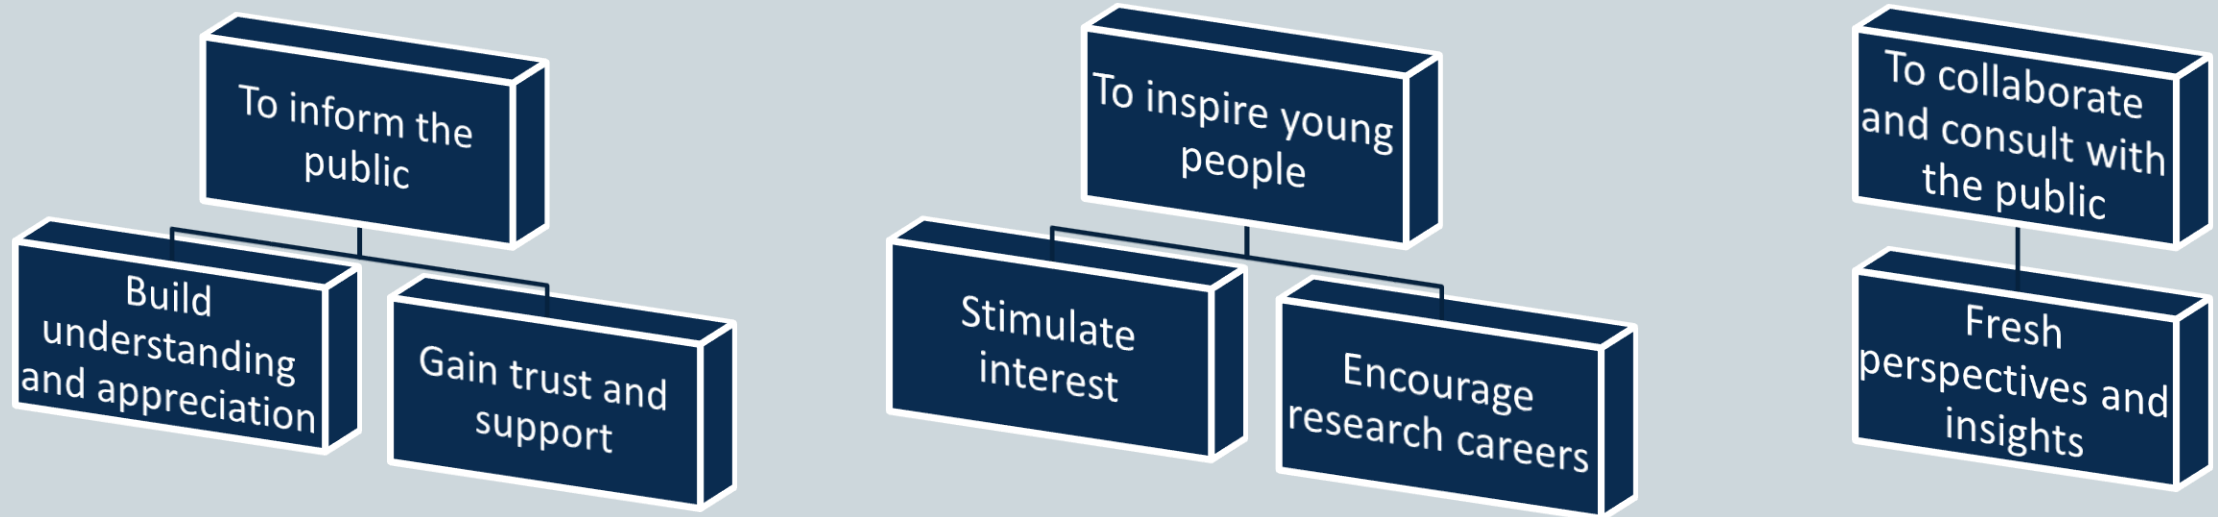 To inform the
public
Build
understanding
and appreciation
Gain trust and
support
To inspire young
people
Stimulate
interest
Encourage
research careers
To collaborate
and consult with
the public
Fresh
perspectives and
insights